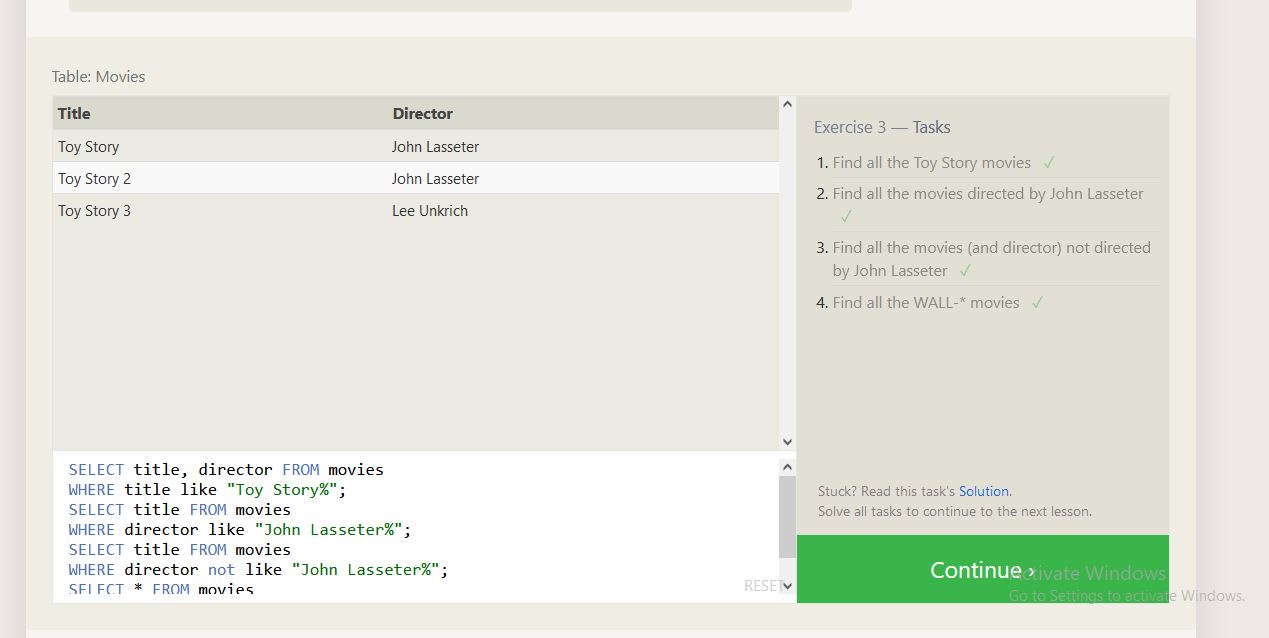 Table: Movies
Title Director
Toy Story John Lasseter
Toy Story 2 John Lasseter
Toy Story 3 Lee Unkrich
SELECT title, director FROM movies
WHERE title like "Toy Story%";
SELECT title FROM movies
WHERE director like "John Lasseter%";
SELECT title FROM movies
WHERE director not like "John Lasseter%";
SELECT * FROM movies
RESET
Exercise 3 — Tasks
1. Find all the Toy Story movies ✓
2. Find all the movies directed by John Lasseter
✓
3. Find all the movies (and director) not directed
by John Lasseter ✓
4. Find all the WALL-* movies ✓
Stuck? Read this task's Solution.
Solve all tasks to continue to the next lesson.
Continue ›
Activate Windows
Go to Settings to activate Windows.